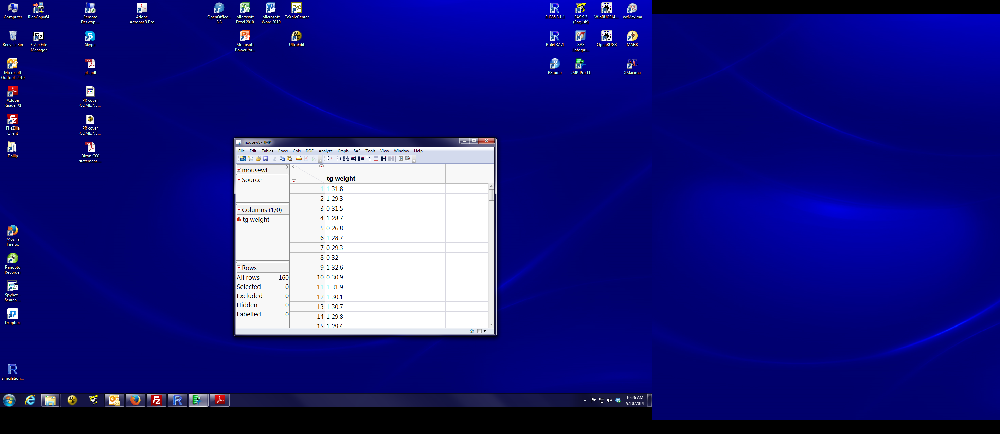 Computer
RichCopy64
Remote
Desktop ...
Adobe
Acrobat 9 Pro
OpenOffice...
3.3
Microsoft
Excel 2010
Microsoft
Word 2010
TeXnicCenter
R i386 3.1.1
SAS 9.3
(English)
WinBUGS14...
wxMaxima
Recycle Bin
7-Zip File
Manager
Skype
Microsoft
PowerPoi...
UltraEdit
R x64 3.1.1
SAS
Enterpri...
OpenBUGS
MARK
Microsoft
Outlook 2010
pls.pdf
RStudio
JMP Pro 11
XMaxima
Adobe
Reader XI
PR cover
COMBINE...
FileZilla
Client
PR cover
COMBINE...
Philip
Dixon COI
statement....
Mozilla
Firefox
Panopto
Recorder
Spybot -
Search ...
Dropbox
simulation...
mousewt - JMP
File Edit Tables Rows Cols DOE Analyze Graph SAS Tools View Window Help
mousewt
Source
Columns (1/0)
tg weight
Rows
All rows 160
Selected 0
Excluded 0
Hidden 0
Labelled 0
tg weight
1 1 31.8
2 1 29.3
3 0 31.5
4 1 28.7
5 0 26.8
6 1 28.7
7 0 29.3
8 0 32
9 1 32.6
10 0 30.9
11 1 31.9
12 1 30.1
13 1 30.7
14 1 29.8
15 1 29.4
10:26 AM
9/10/2014